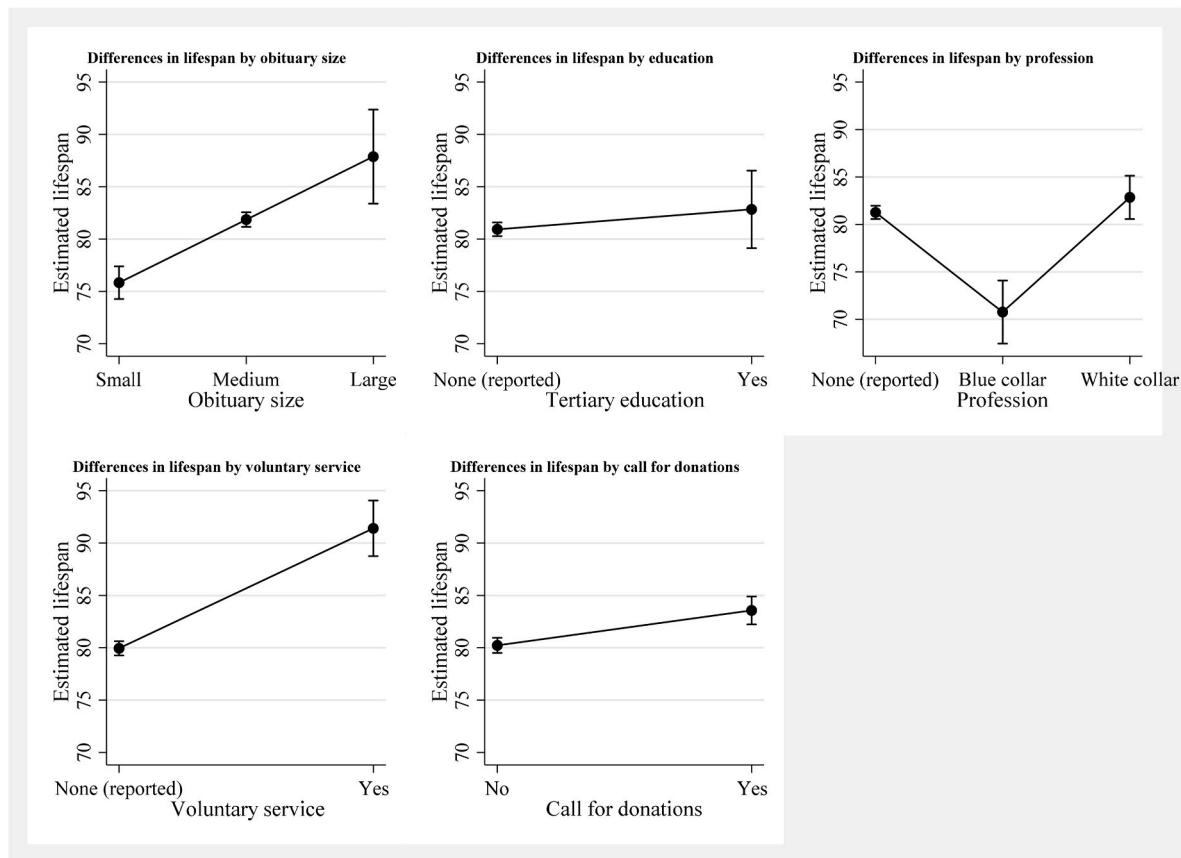 Differences in lifespan by obituary size
Estimated lifespan
95
90
85
80
75
70
Small Medium Large
Obituary size
Differences in lifespan by education
Estimated lifespan
95
90
85
80
75
70
None (reported) Yes
Tertiary education
Differences in lifespan by profession
Estimated lifespan
95
90
85
80
75
70
None (reported) Blue collar White collar
Profession
Differences in lifespan by voluntary service
Estimated lifespan
95
90
85
80
75
70
None (reported) Yes
Voluntary service
Differences in lifespan by call for donations
Estimated lifespan
95
90
85
80
75
70
No Yes
Call for donations